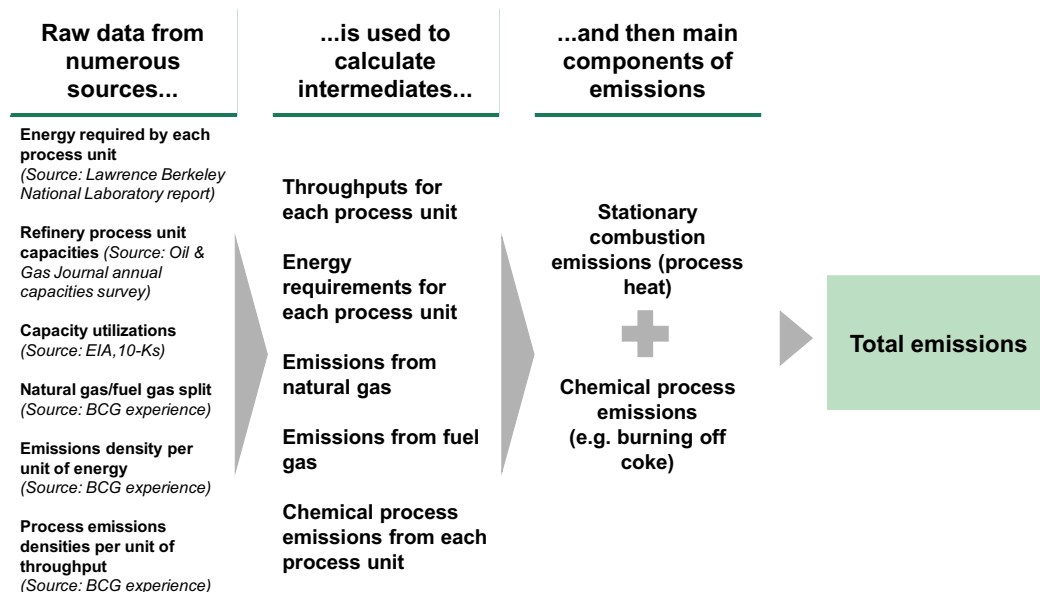 Raw data from
numerous
sources...
Energy required by each
process unit
(Source: Lawrence Berkeley
National Laboratory report)
Refinery process unit
capacities (Source: Oil &
Gas Journal annual
capacities survey)
Capacity utilizations
(Source: EIA,10-Ks)
Natural gas/fuel gas split
(Source: BCG experience)
Emissions density per
unit of energy
(Source: BCG experience)
Process emissions
densities per unit of
throughput
(Source: BCG experience)
...is used to
calculate
intermediates...
Throughputs for
each process unit
Energy
requirements for
each process unit
Emissions from
natural gas
Emissions from fuel
gas
Chemical process
emissions from each
process unit
...and then main
components of
emissions
Stationary
combustion
emissions (process
heat)
Chemical process
emissions
(e.g. burning off
coke)
Total emissions